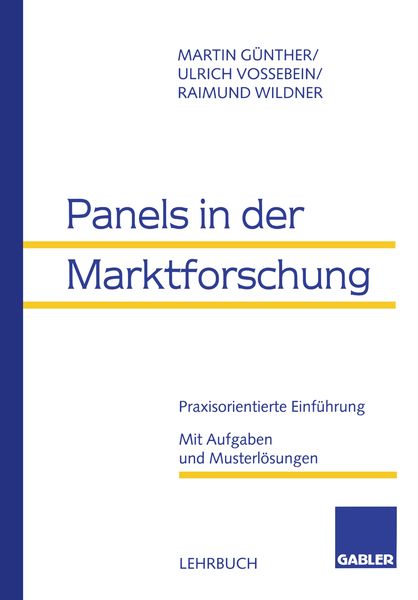 MARTIN GÜNTHER/
ULRICH VOSSEBEIN/
RAIMUND WILDNER
Panels in der
Marktforschung
Praxisorientierte Einführung
Mit Aufgaben
und Musterlösungen
LEHRBUCH
GABLER